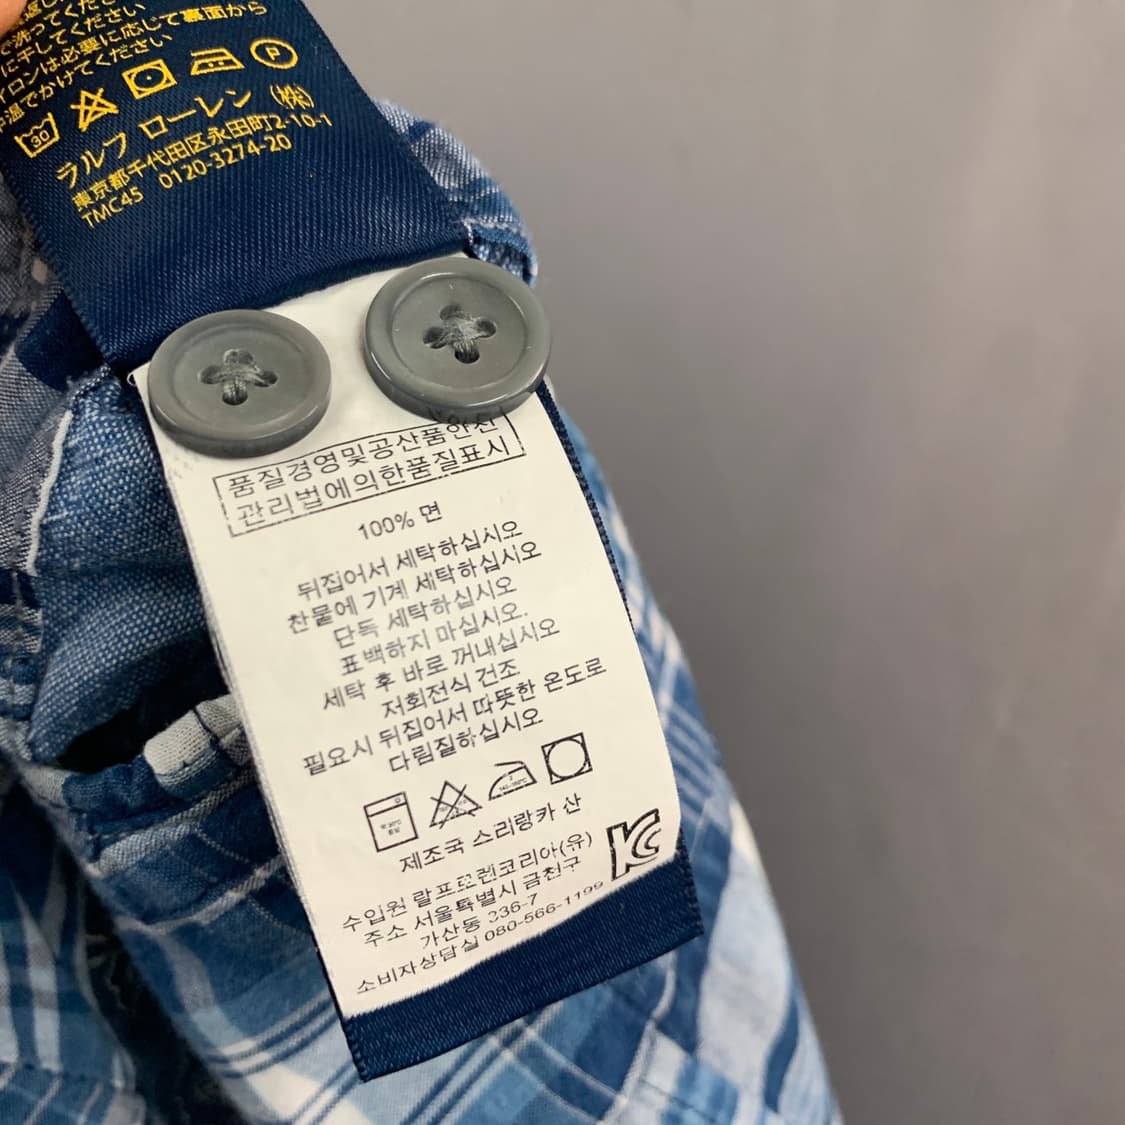 で洗ってください
に干してください
イロンは必要に応じて裏面から
中温でかけてください
30
P
ラルフ ローレン (株)
東京都千代田区永田町2-10-1
TMC45 0120-3274-20
품질경영및공산품안전
관리법에의한품질표시
100% 면
뒤집어서 세탁하십시오
찬물에 기계 세탁하십시오
단독 세탁하십시오
표백하지 마십시오.
세탁 후 바로 꺼내십시오
저회전식 건조
필요시 뒤집어서 따뜻한 온도로
다림질하십시오
제조국 스리랑카 산
KC
수입원 랄프로렌코리아(유)
주소 서울특별시 금천구
가산동 336-7
소비자상담실 080-566-1199